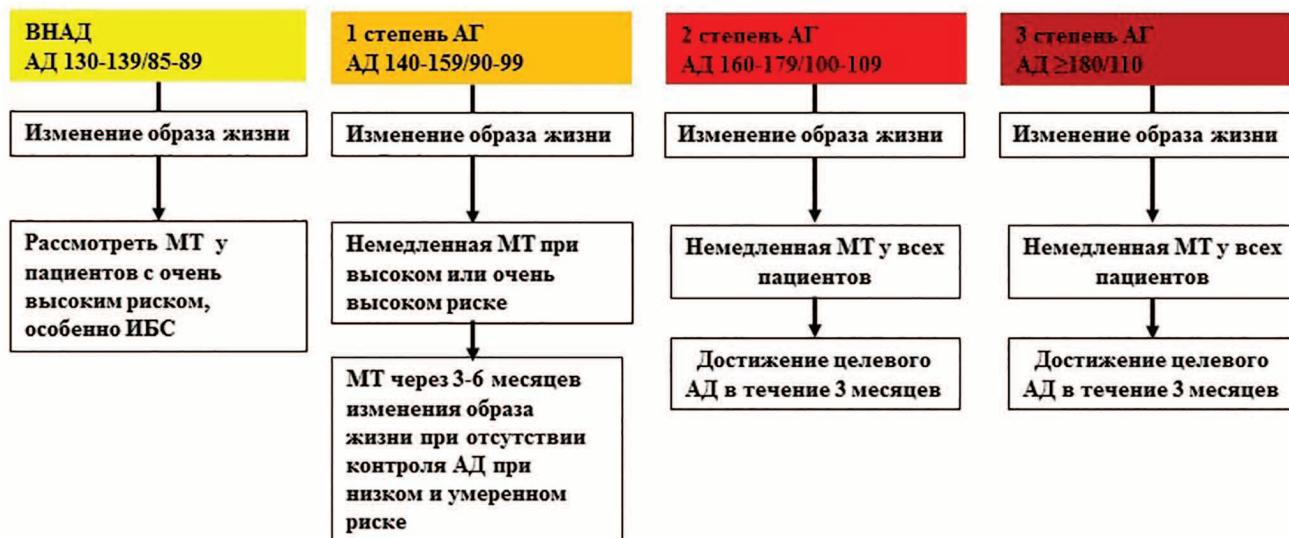 ВНАД
АД 130-139/85-89
1 степень АГ
АД 140-159/90-99
2 степень АГ
АД 160-179/100-109
3 степень АГ
АД ≥180/110
Изменение образа жизни
Изменение образа жизни
Изменение образа жизни
Изменение образа жизни
Рассмотреть МТ у
пациентов с очень
высоким риском,
особенно ИБС
Немедленная МТ при
высоком или очень
высоком риске
Немедленная МТ у всех
пациентов
Немедленная МТ у всех
пациентов
МТ через 3-6 месяцев
изменения образа
жизни при отсутствии
контроля АД при
низком и умеренном
риске
Достижение целевого
АД в течение 3 месяцев
Достижение целевого
АД в течение 3 месяцев